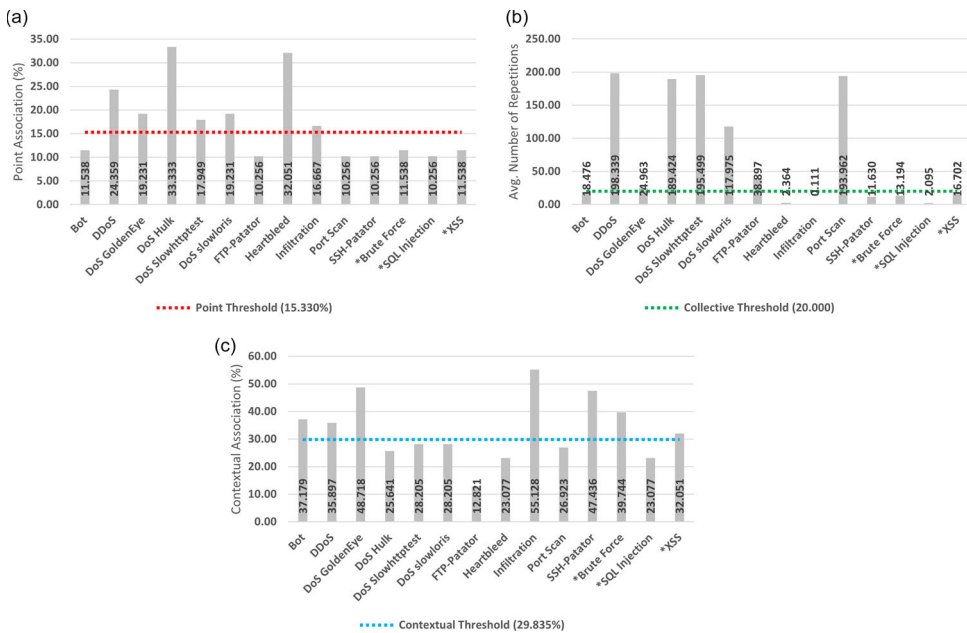 (a)
Point Association (%)
35.00
30.00
25.00
20.00
15.00
10.00
5.00
0.00
11.538
24.359
19.231
33.333
17.949
19.231
10.256
32.051
16.667
10.256
10.256
11.538
10.256
11.538
Bot
DDoS
DoS GoldenEye
DoS Hulk
DoS Slowhttptest
DoS slowloris
FTP-Patator
Heartbleed
Infiltration
Port Scan
SSH-Patator
*Brute Force
*SQL Injection
*XSS
Point Threshold (15.330%)
(b)
Avg. Number of Repetitions
250.00
200.00
150.00
100.00
50.00
0.00
18.476
198.339
24.963
189.424
195.499
117.975
38.897
2.364
0.111
193.962
11.630
13.194
2.095
16.702
Bot
DDoS
DoS GoldenEye
DoS Hulk
DoS Slowhttptest
DoS slowloris
FTP-Patator
Heartbleed
Infiltration
Port Scan
SSH-Patator
*Brute Force
*SQL Injection
*XSS
Collective Threshold (20.000)
(c)
Contextual Association (%)
60.00
50.00
40.00
30.00
20.00
10.00
0.00
37.179
35.897
48.718
25.641
28.205
28.205
12.821
23.077
55.128
26.923
47.436
39.744
23.077
32.051
Bot
DDoS
DoS GoldenEye
DoS Hulk
DoS Slowhttptest
DoS slowloris
FTP-Patator
Heartbleed
Infiltration
Port Scan
SSH-Patator
*Brute Force
*SQL Injection
*XSS
Contextual Threshold (29.835%)